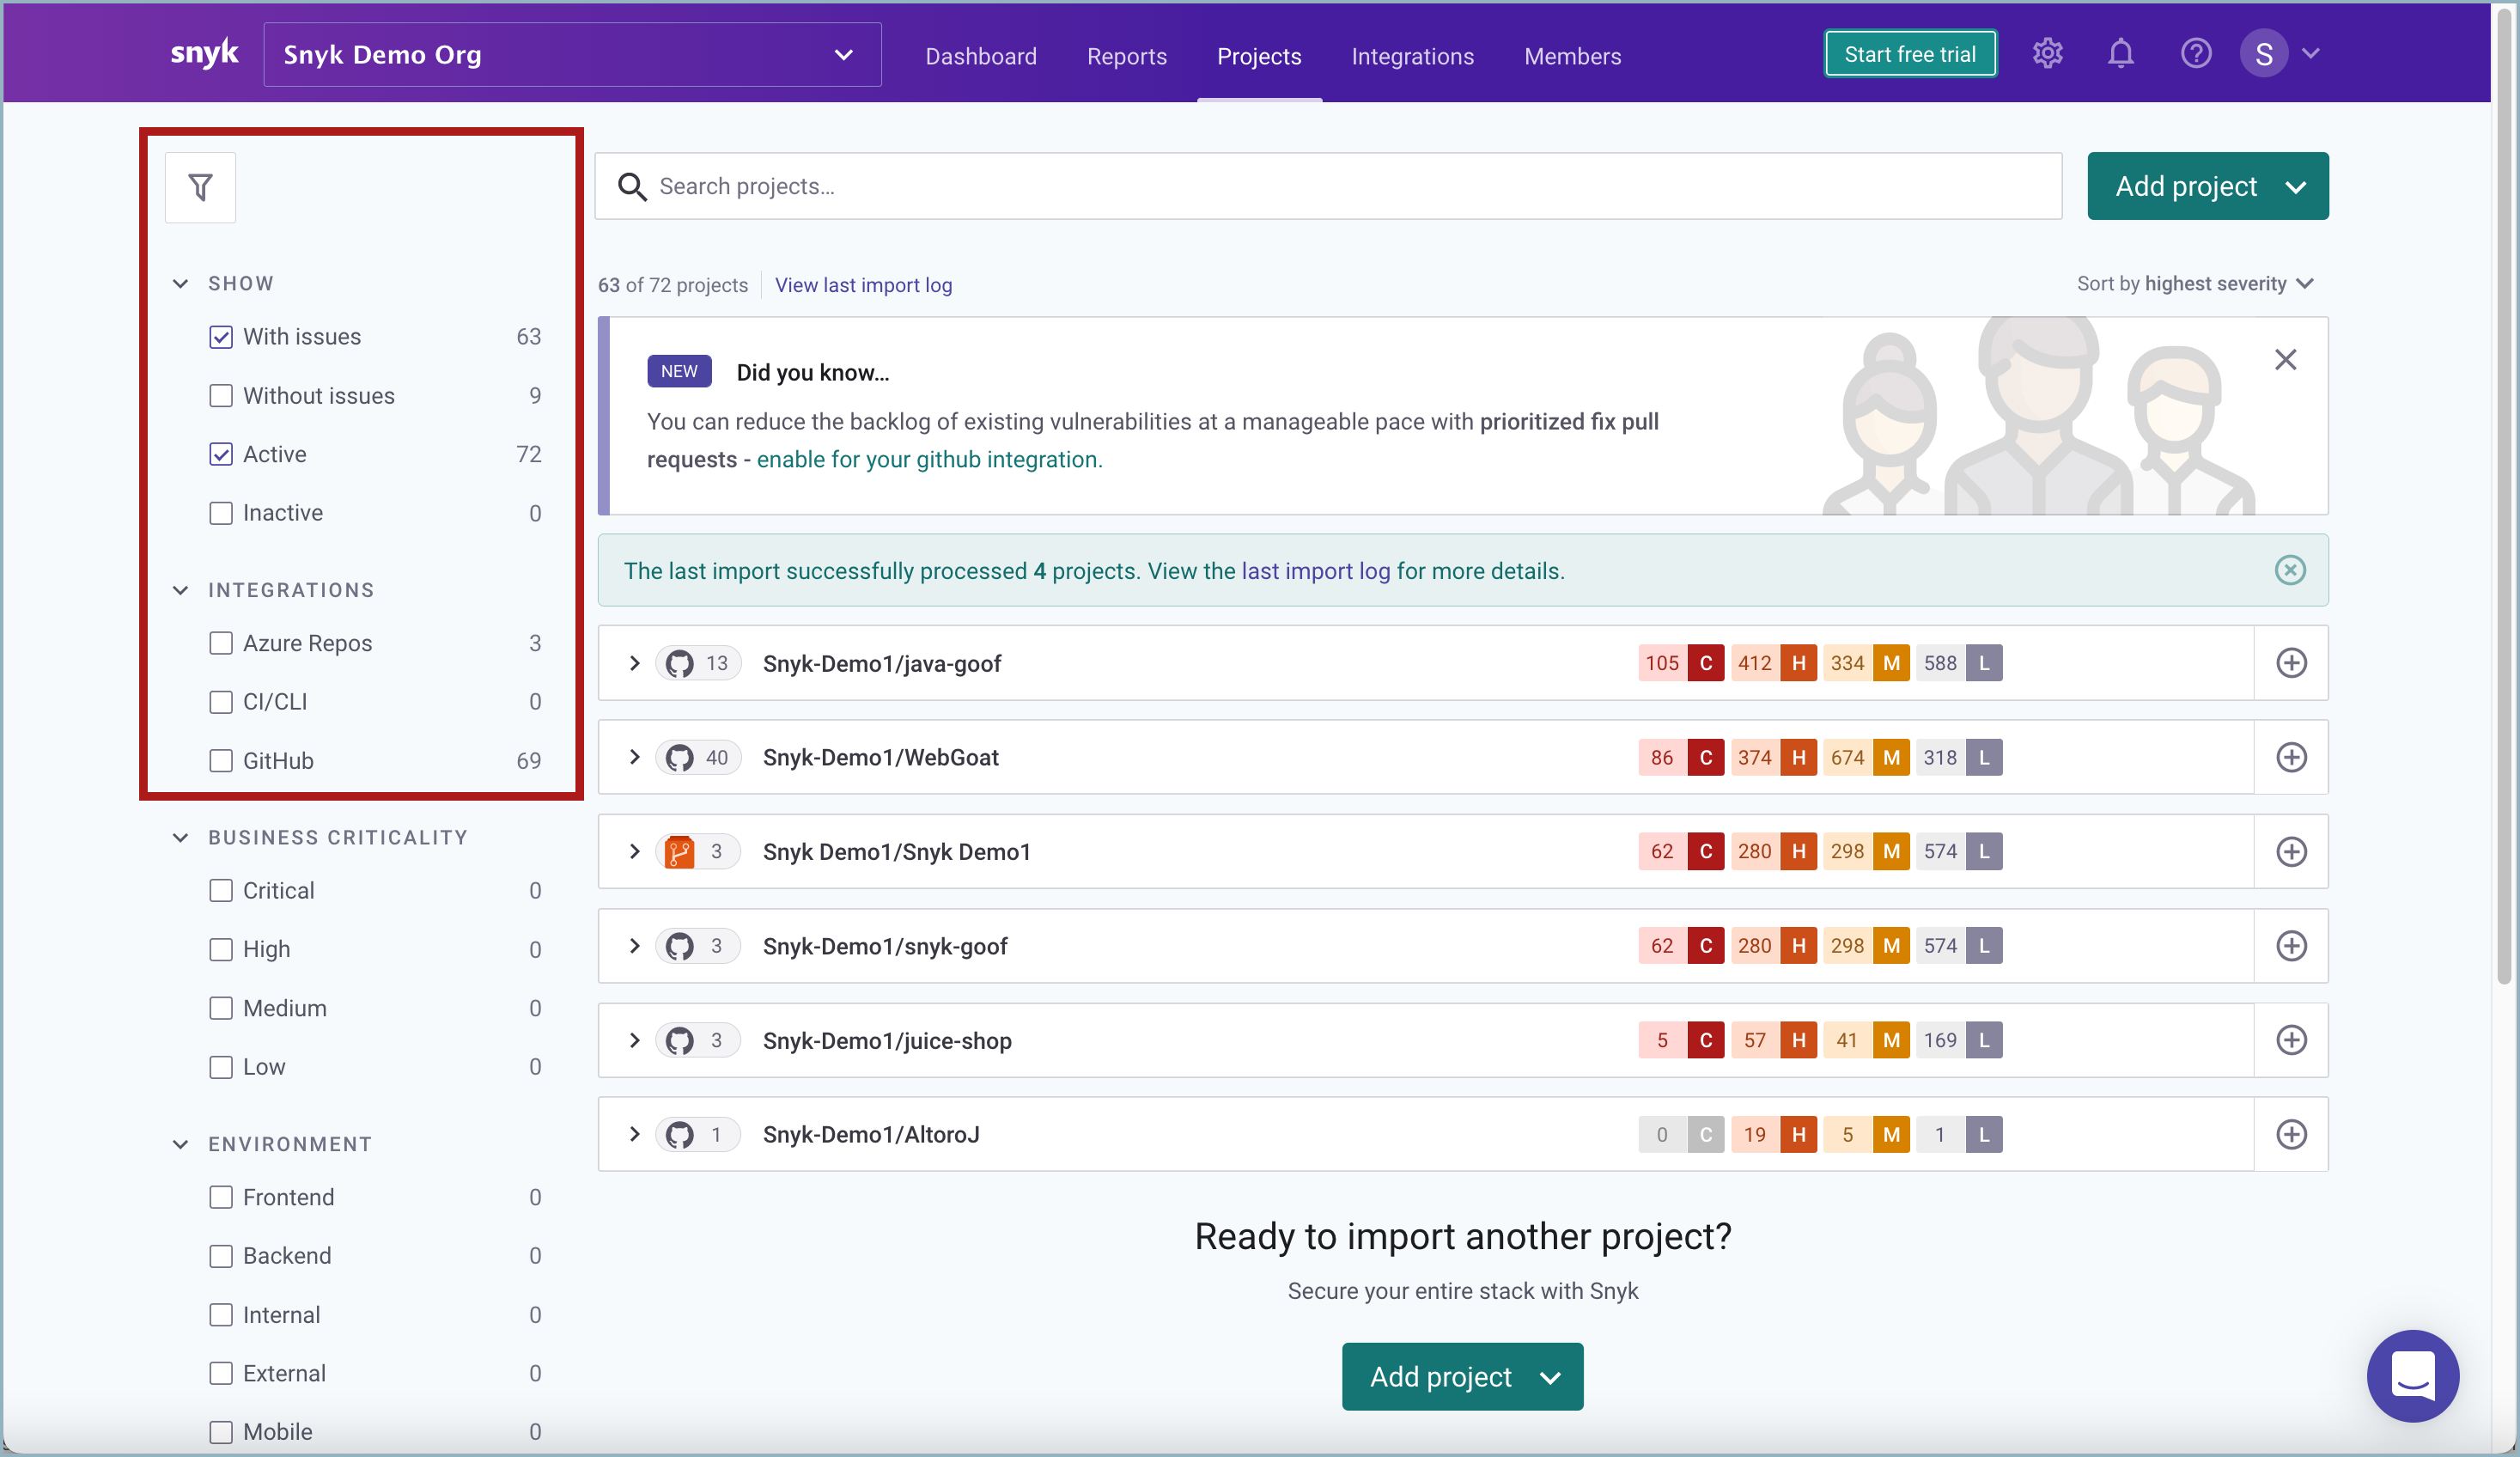 snyk
Snyk Demo Org
Dashboard
Reports
Projects
Integrations
Members
Start free trial
S
SHOW
With issues 63
Without issues 9
Active 72
Inactive 0
INTEGRATIONS
Azure Repos 3
CI/CLI 0
GitHub 69
BUSINESS CRITICALITY
Critical 0
High 0
Medium 0
Low 0
ENVIRONMENT
Frontend 0
Backend 0
Internal 0
External 0
Mobile 0
Search projects...
Add project
63 of 72 projects
View last import log
Sort by highest severity
NEW Did you know...
You can reduce the backlog of existing vulnerabilities at a manageable pace with prioritized fix pull
requests - enable for your github integration.
The last import successfully processed 4 projects. View the last import log for more details.
13 Snyk-Demo1/java-goof 105 C 412 H 334 M 588 L
40 Snyk-Demo1/WebGoat 86 C 374 H 674 M 318 L
3 Snyk Demo1/Snyk Demo1 62 C 280 H 298 M 574 L
3 Snyk-Demo1/snyk-goof 62 C 280 H 298 M 574 L
3 Snyk-Demo1/juice-shop 5 C 57 H 41 M 169 L
1 Snyk-Demo1/AltoroJ 0 C 19 H 5 M 1 L
Ready to import another project?
Secure your entire stack with Snyk
Add project